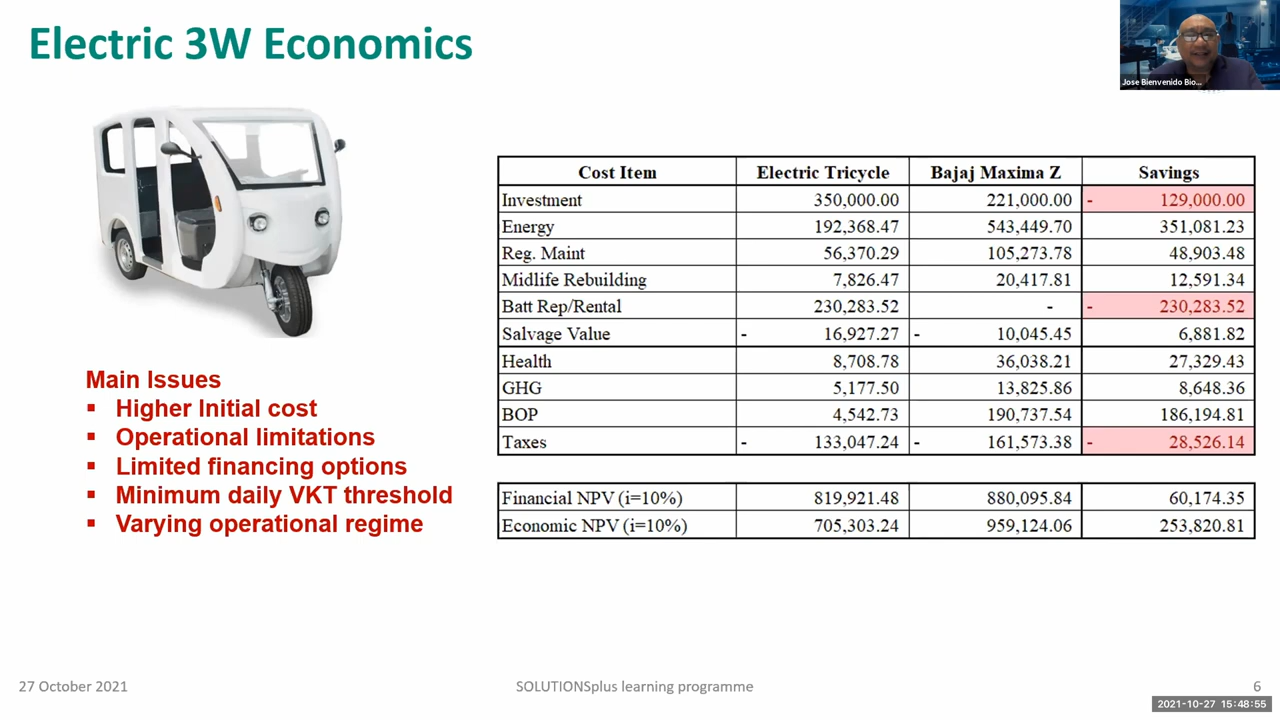 Electric 3W Economics
Jose Bienvenido Bio...
Cost Item Electric Tricycle Bajaj Maxima Z Savings
Investment 350,000.00 221,000.00 - 129,000.00
Energy 192,368.47 543,449.70 351,081.23
Reg. Maint 56,370.29 105,273.78 48,903.48
Midlife Rebuilding 7,826.47 20,417.81 12,591.34
Batt Rep/Rental 230,283.52 - - 230,283.52
Salvage Value - 16,927.27 - 10,045.45 6,881.82
Health 8,708.78 36,038.21 27,329.43
GHG 5,177.50 13,825.86 8,648.36
BOP 4,542.73 190,737.54 186,194.81
Taxes - 133,047.24 - 161,573.38 - 28,526.14
Financial NPV (i=10%) 819,921.48 880,095.84 60,174.35
Economic NPV (i=10%) 705,303.24 959,124.06 253,820.81
Main Issues
▪ Higher Initial cost
▪ Operational limitations
▪ Limited financing options
▪ Minimum daily VKT threshold
▪ Varying operational regime
27 October 2021
SOLUTIONSplus learning programme
6
2021-10-27 15:48:55